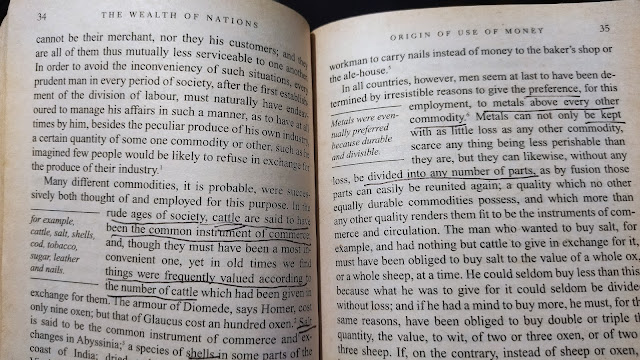 34
THE WEALTH OF NATIONS
cannot be their merchant, nor they his customers; and they
are all of them thus mutually less serviceable to one another.
In order to avoid the inconveniency of such situations, every
prudent man in every period of society, after the first establish-
ment of the division of labour, must naturally have endeav-
oured to manage his affairs in such a manner, as to have at all
times by him, besides the peculiar produce of his own industry,
a certain quantity of some one commodity or other, such as he
imagined few people would be likely to refuse in exchange for
the produce of their industry.³
Many different commodities, it is probable, were succes-
sively both thought of and employed for this purpose. In the
for example,
cattle, salt, shells,
cod, tobacco,
sugar, leather
and nails.
rude ages of society, cattle are said to have
been the common instrument of commerce;
and, though they must have been a most in-
convenient one, yet in old times we find
things were frequently valued according to
the number of cattle which had been given in
exchange for them. The armour of Diomede, says Homer, cost
only nine oxen; but that of Glaucus cost an hundred oxen. Salt
is said to be the common instrument of commerce and ex-
changes in Abyssinia; a species of shells in some parts of the
coast of India; dried
ORIGIN OF USE OF MONEY
35
workman to carry nails instead of money to the baker's shop or
the ale-house.
In all countries, however, men seem at last to have been de-
termined by irresistible reasons to give the preference, for this
Metals were even-
tually preferred
because durable
and divisible.
employment, to metals above every other
commodity.⁶ Metals can not only be kept
with as little loss as any other commodity,
scarce any thing being less perishable than
they are, but they can likewise, without any
loss, be divided into any number of parts, as by fusion those
parts can easily be reunited again; a quality which no other
equally durable commodities possess, and which more than
any other quality renders them fit to be the instruments of com-
merce and circulation. The man who wanted to buy salt, for
example, and had nothing but cattle to give in exchange for it,
must have been obliged to buy salt to the value of a whole ox,
or a whole sheep, at a time. He could seldom buy less than this,
because what he was to give for it could seldom be divided
without loss; and if he had a mind to buy more, he must, for the
same reasons, have been obliged to buy double or triple the
quantity, the value, to wit, of two or three oxen, or of two
three sheep. If, on the contrary, instead of sheep or oxen,